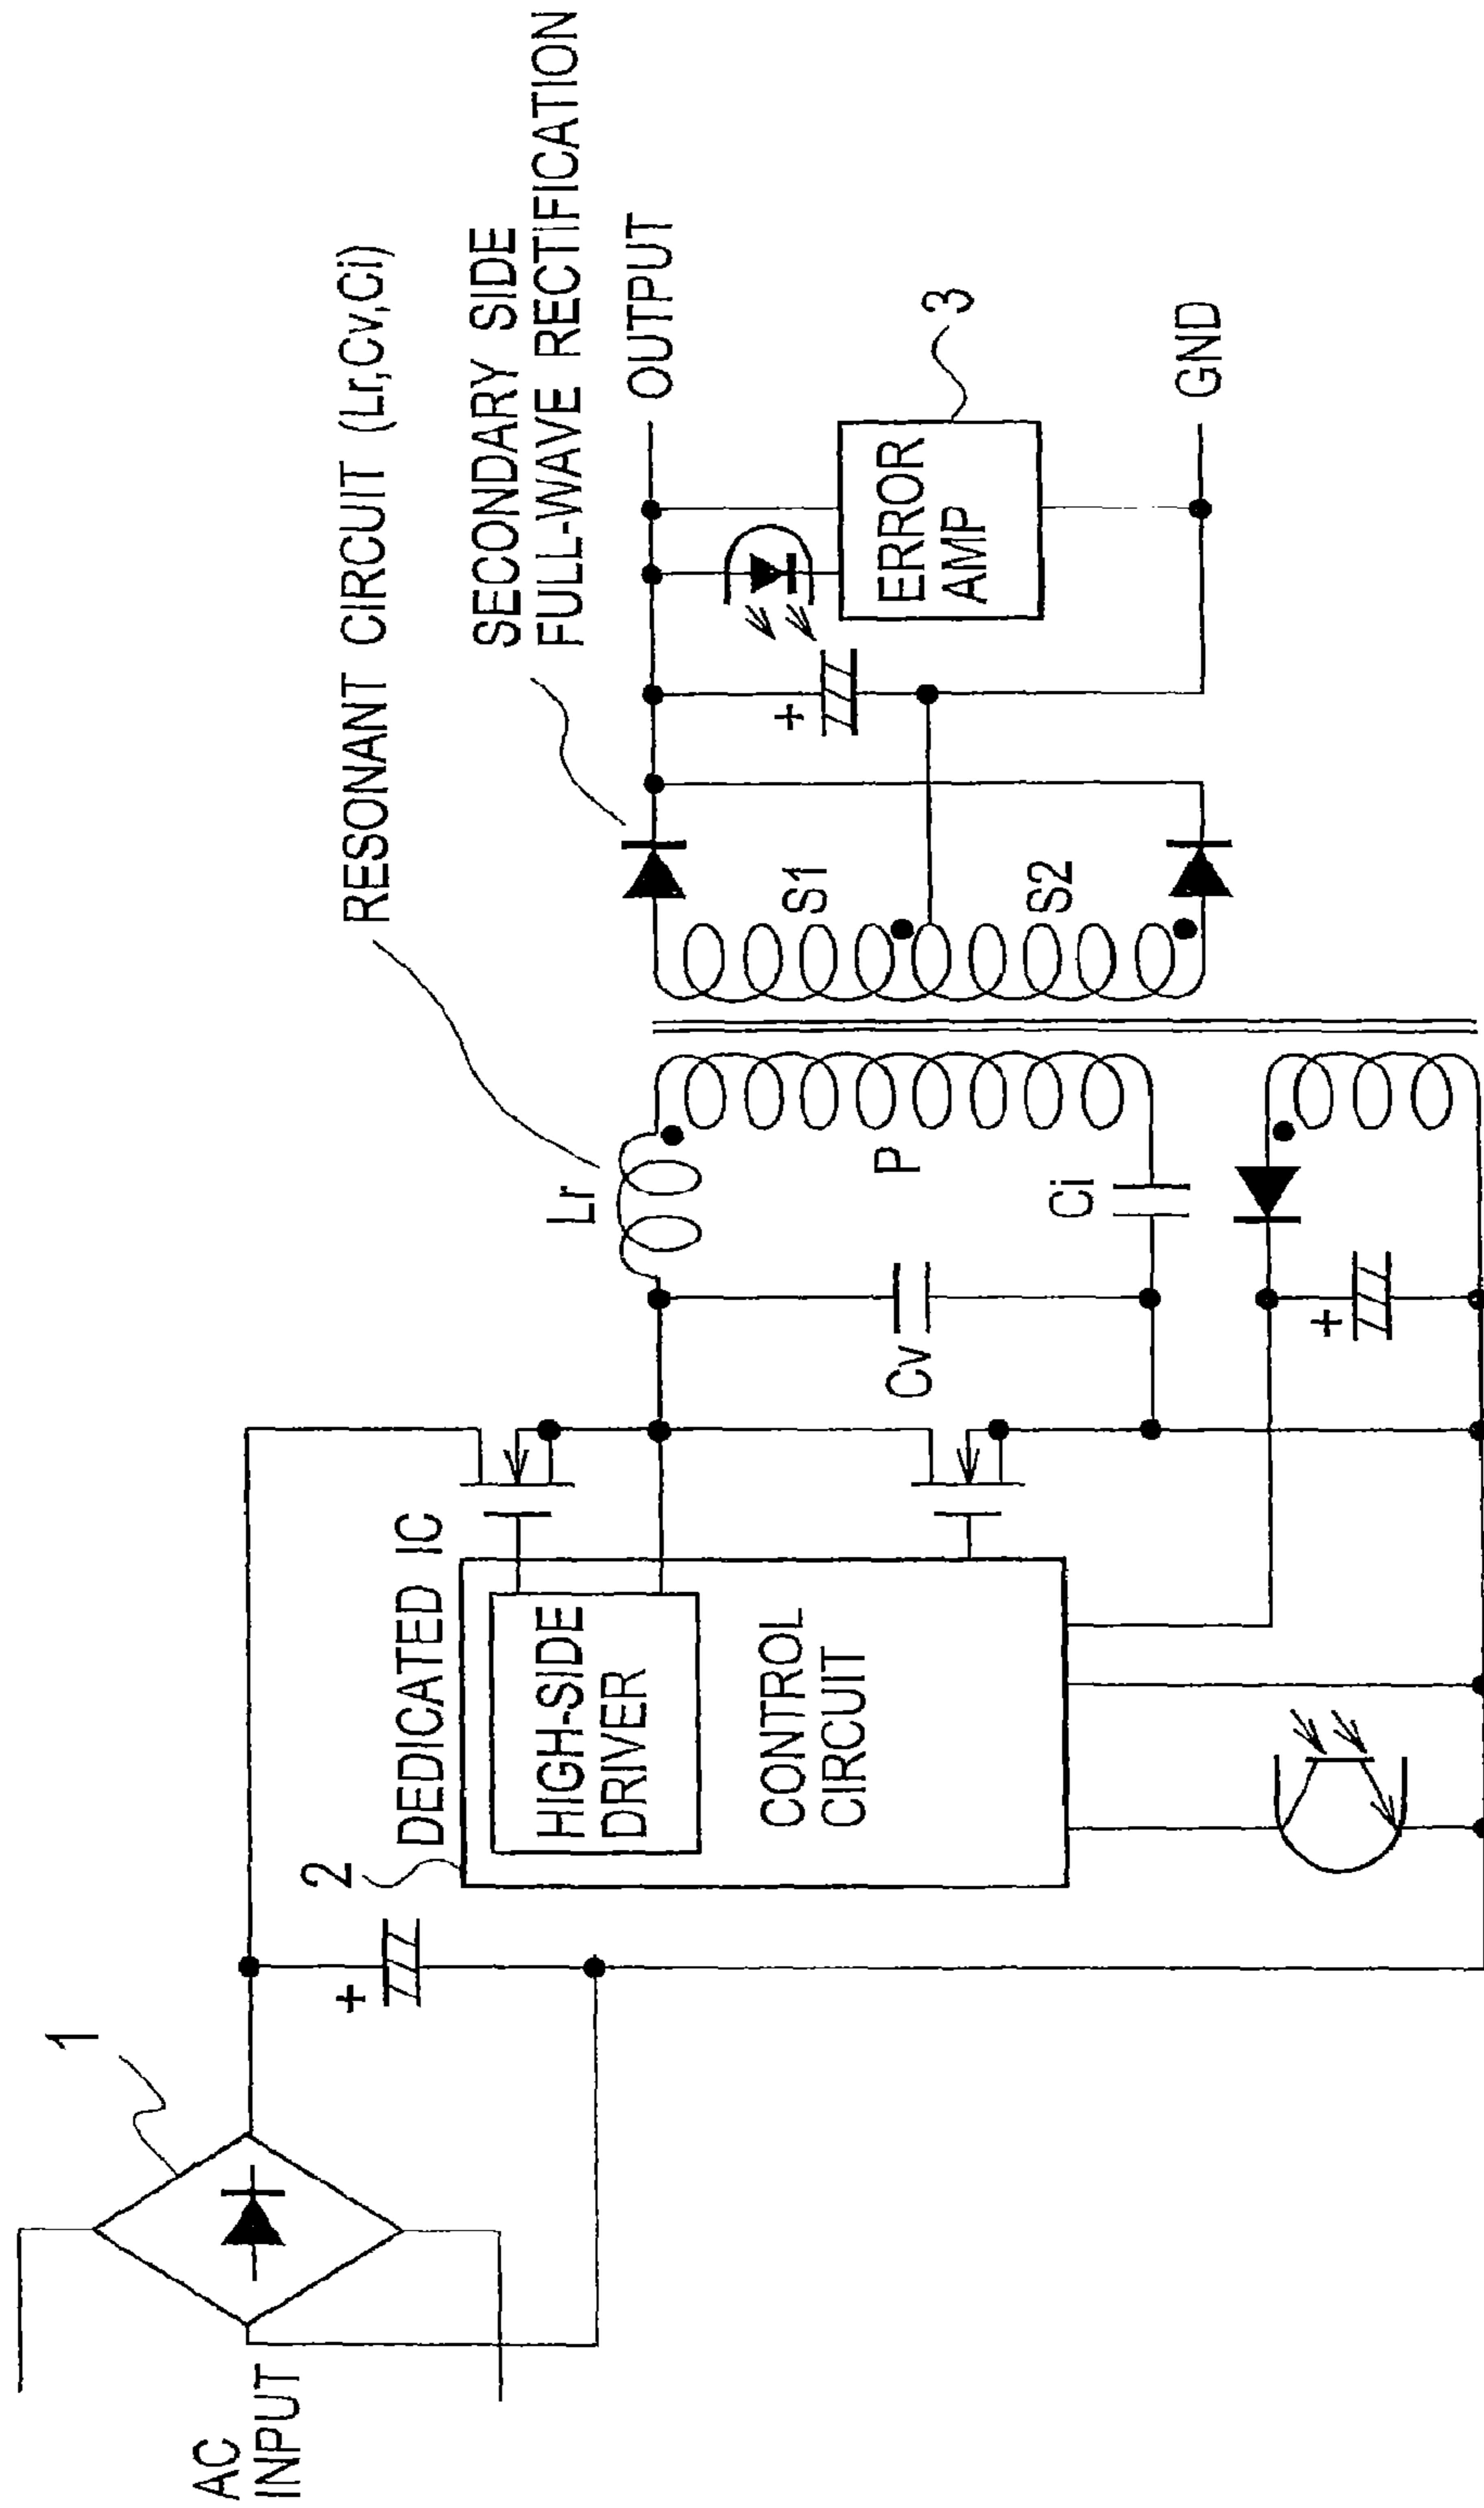 AC
INPUT
1
2
DEDICATED IC
HIGH-SIDE
DRIVER
CONTROL
CIRCUIT
+
RESONANT CIRCUIT (Lr,Cv,Ci)
Lr
Cv
P
Ci
+
SECONDARY SIDE
FULL-WAVE RECTIFICATION
S1
S2
+
OUTPUT
ERROR
AMP
3
GND